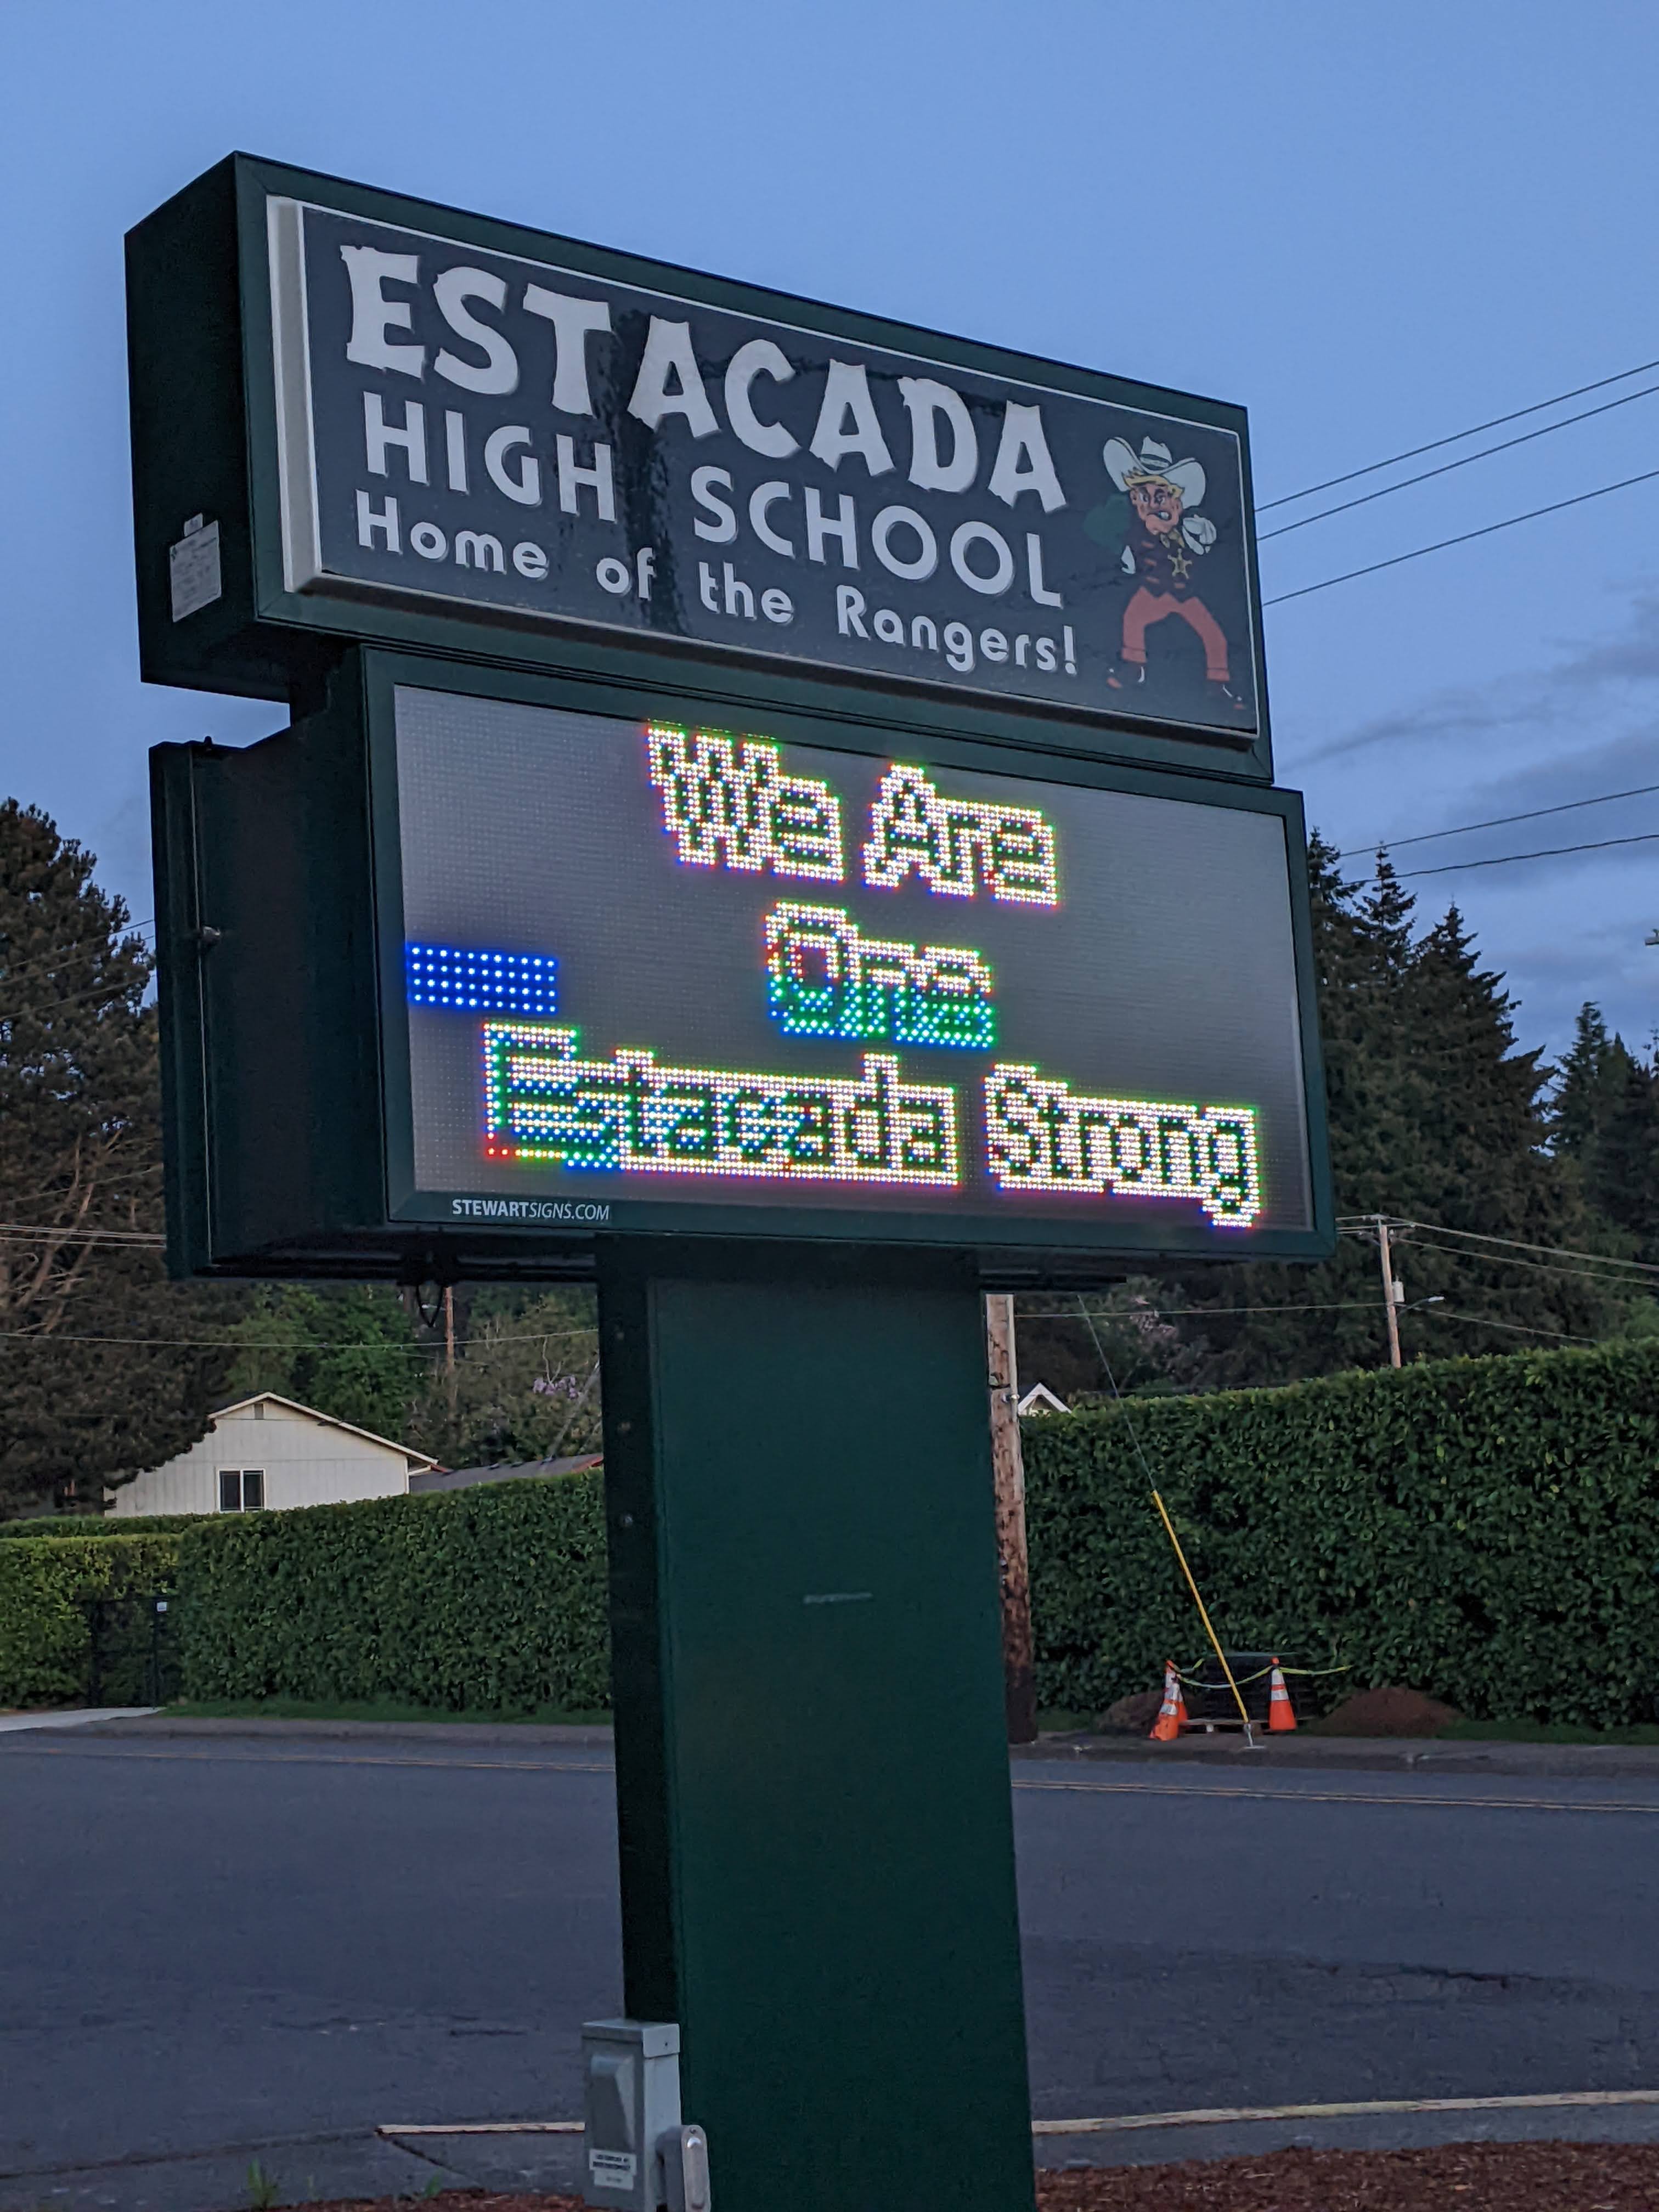 ESTACADA
HIGH SCHOOL
Home of the Rangers!
We Are
One
Estacada Strong
STEWARTSIGNS.COM